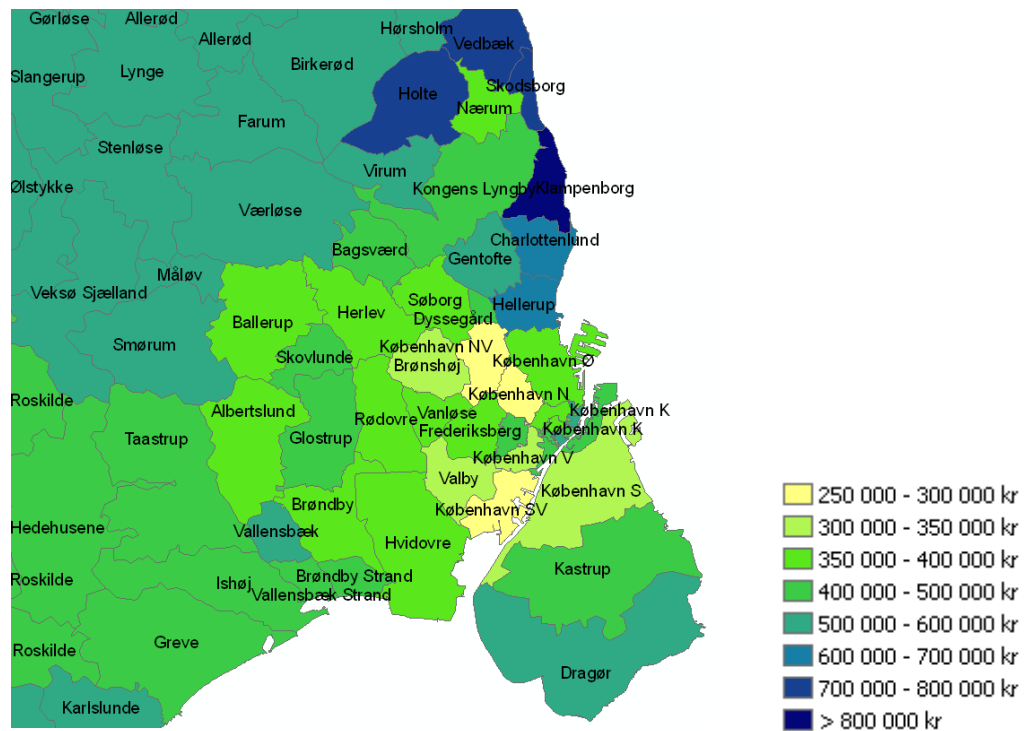 Gørløse
Allerød
Allerød
Hørsholm
Vedbæk
Slangerup
Lynge
Birkerød
Skodsborg
Holte
Nærum
Farum
Stenløse
Virum
Ølstykke
Kongens Lyngby
Klampenborg
Værløse
Charlottenlund
Bagsværd
Gentofte
Måløv
Veksø Sjælland
Søborg
Hellerup
Herlev
Dyssegård
Ballerup
Smørum
København NV
Skovlunde
Brønshøj
København Ø
København N
Roskilde
Albertslund
Rødovre
Vanløse
København K
Taastrup
Glostrup
Frederiksberg
København K
København V
Valby
København S
Brøndby
København SV
Hedehusene
Vallensbæk
Hvidovre
Kastrup
Roskilde
Ishøj
Brøndby Strand
Vallensbæk Strand
Greve
Roskilde
Dragør
Karlslunde
250 000 - 300 000 kr
300 000 - 350 000 kr
350 000 - 400 000 kr
400 000 - 500 000 kr
500 000 - 600 000 kr
600 000 - 700 000 kr
700 000 - 800 000 kr
> 800 000 kr